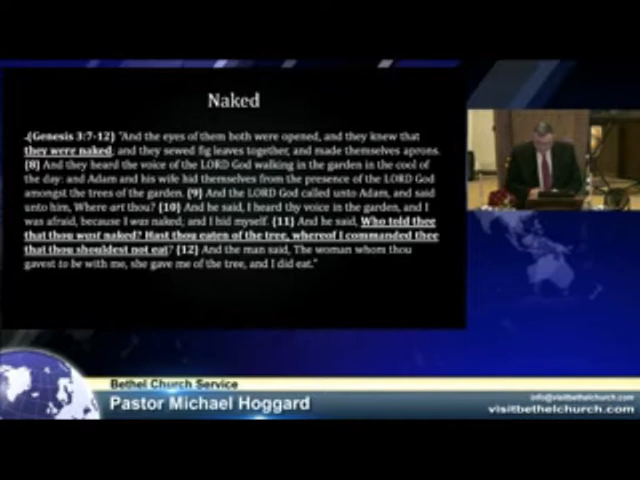 Naked
-(Genesis 3:7-12) "And the eyes of them both were opened, and they knew that
they were naked, and they sewed fig leaves together, and made themselves aprons.
(8) And they heard the voice of the LORD God walking in the garden in the cool of
the day: and Adam and his wife hid themselves from the presence of the LORD God
amongst the trees of the garden. (9) And the LORD God called unto Adam, and said
unto him, Where art thou? (10) And he said, I heard thy voice in the garden, and I
was afraid, because I was naked; and I hid myself. (11) And he said, Who told thee
that thou wast naked? Hast thou eaten of the tree, whereof I commanded thee
that thou shouldest not eat? (12) And the man said, The woman whom thou
gavest to be with me, she gave me of the tree, and I did eat."
Bethel Church Service
Pastor Michael Hoggard
info@visitbethelchurch.com
visitbethelchurch.com